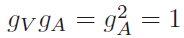 g_V g_A = g_A^2 = 1